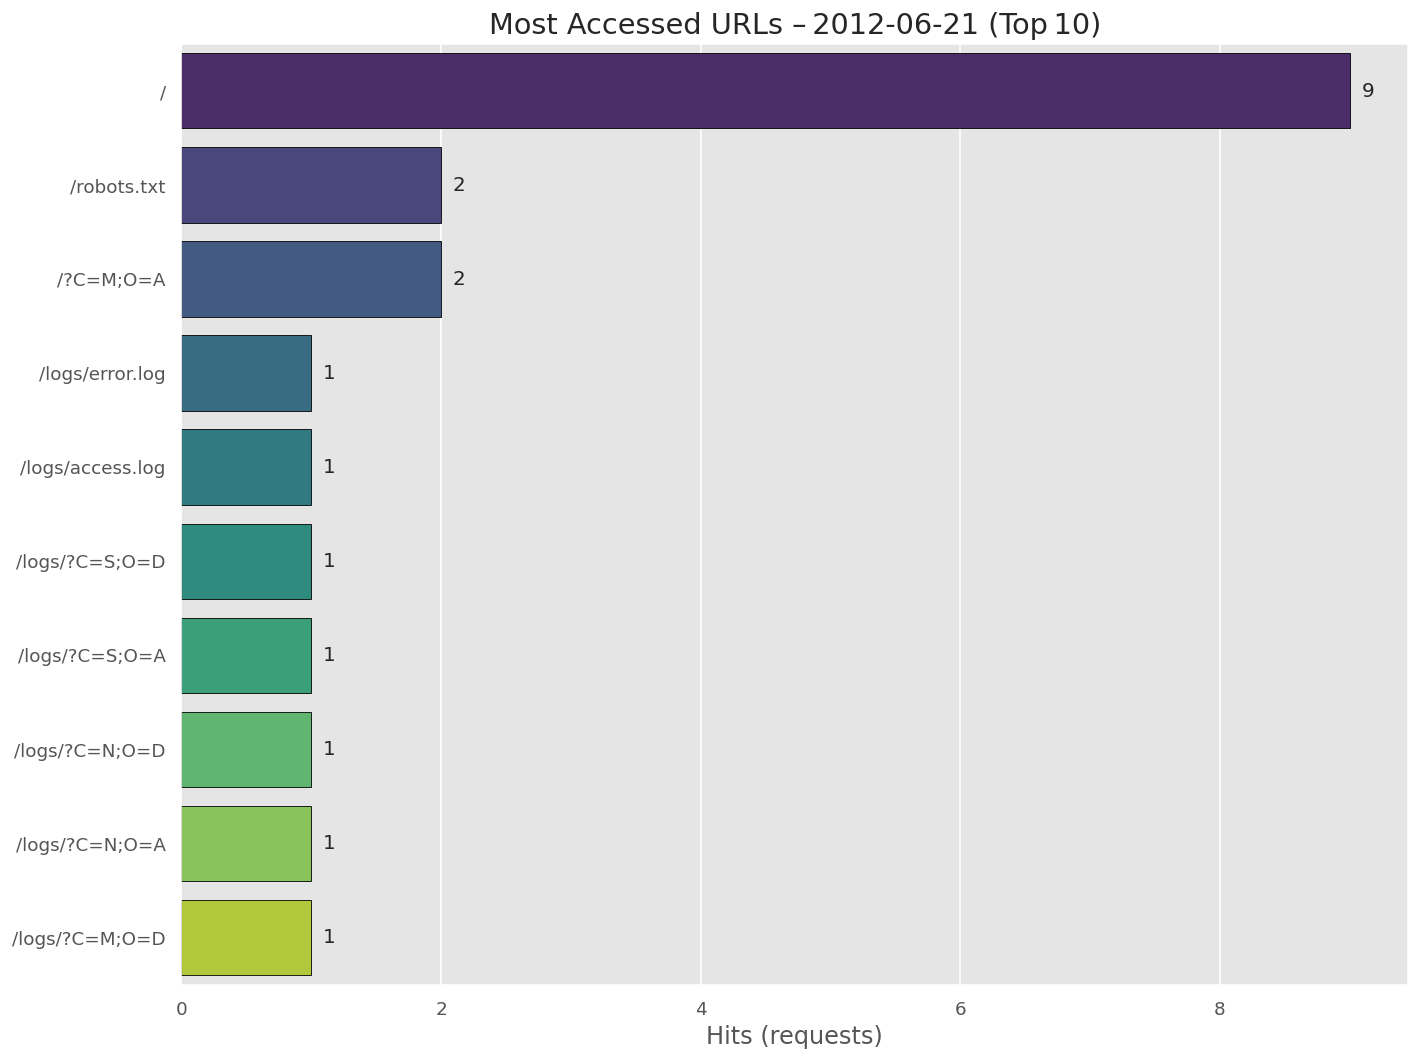 Most Accessed URLs – 2012-06-21 (Top 10)
/
9
/robots.txt
2
/?C=M;O=A
2
/logs/error.log
1
/logs/access.log
1
/logs/?C=S;O=D
1
/logs/?C=S;O=A
1
/logs/?C=N;O=D
1
/logs/?C=N;O=A
1
/logs/?C=M;O=D
1
0 2 4 6 8
Hits (requests)